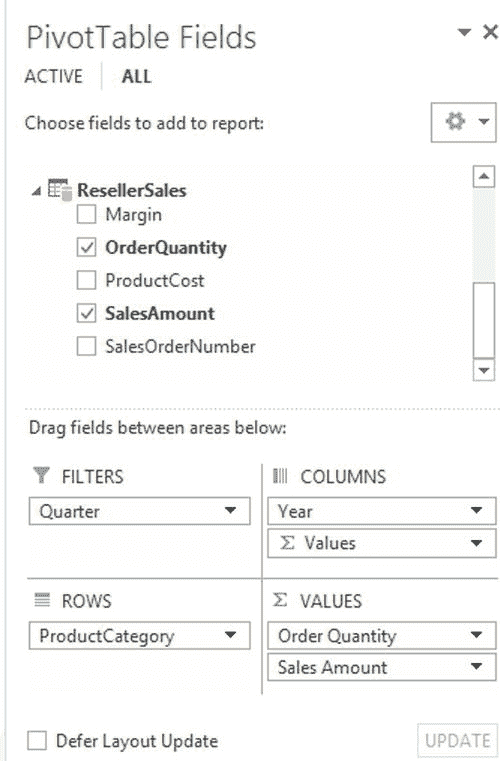 PivotTable Fields
ACTIVE ALL
Choose fields to add to report:
ResellerSales
Margin
OrderQuantity
ProductCost
SalesAmount
SalesOrderNumber
Drag fields between areas below:
FILTERS
Quarter
COLUMNS
Year
Σ Values
ROWS
ProductCategory
Σ VALUES
Order Quantity
Sales Amount
Defer Layout Update
UPDATE